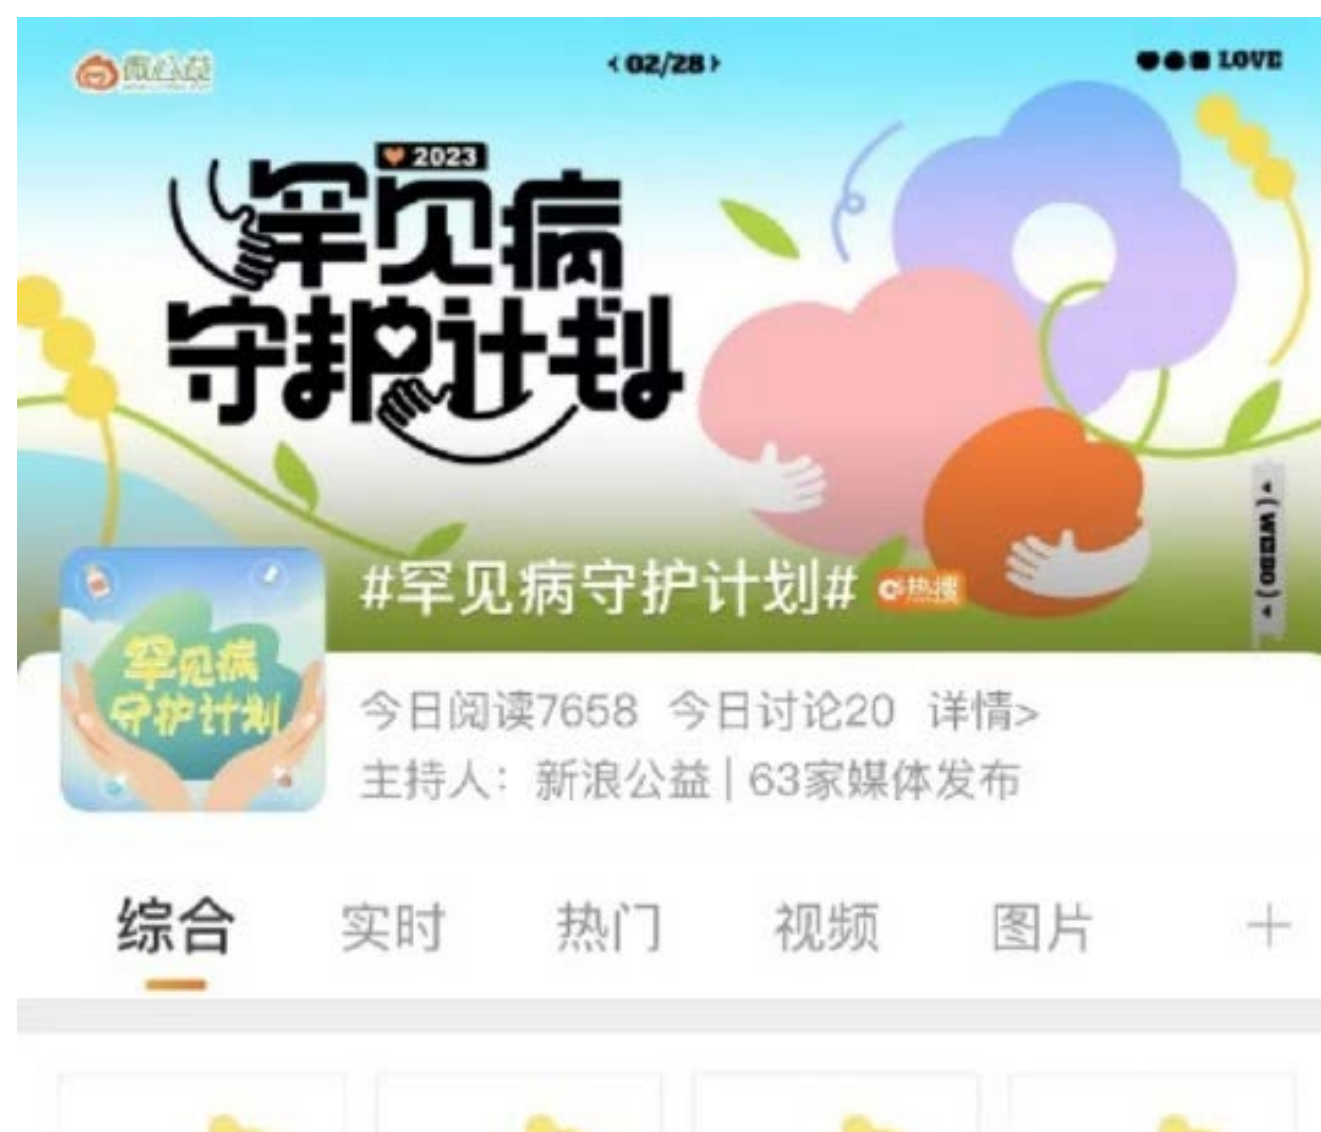 微公益
02/28
LOVE
2023
罕见病
守护计划
(WEIBO)
#罕见病守护计划# 热搜
罕见病
守护计划
今日阅读7658 今日讨论20 详情>
主持人：新浪公益 | 63家媒体发布
综合 实时 热门 视频 图片 +